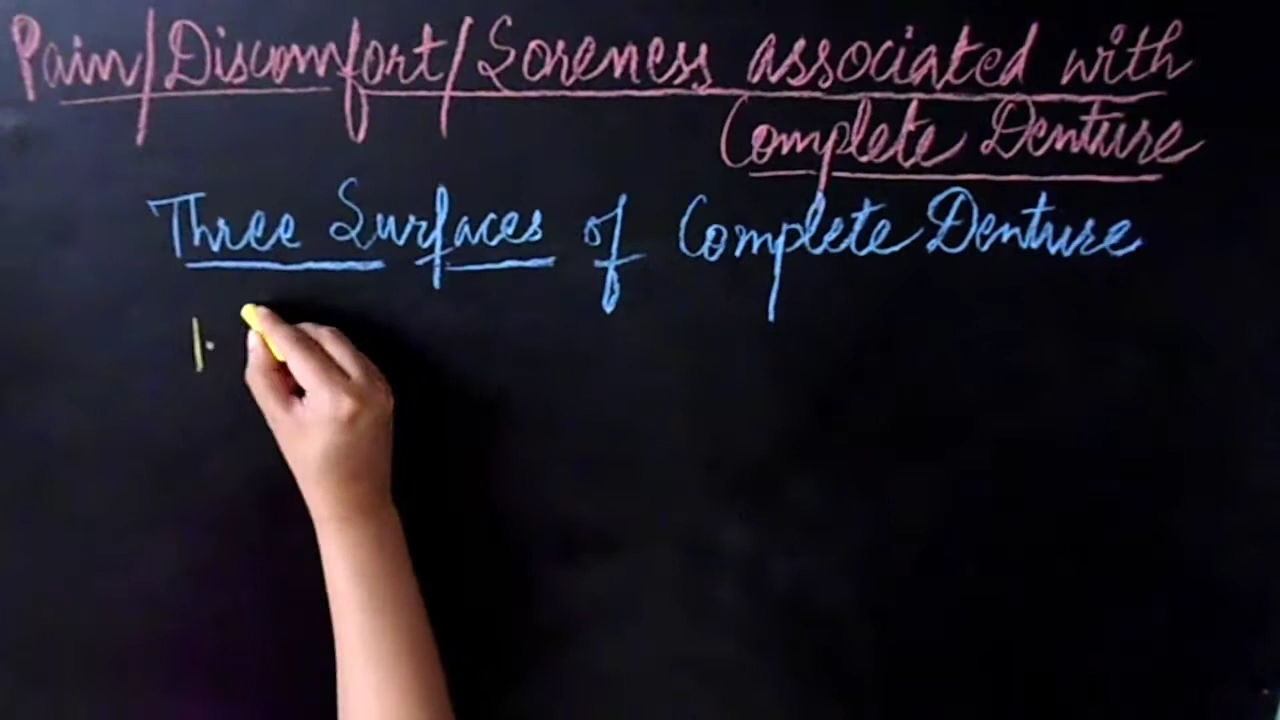 Pain/Discomfort/Soreness associated with
Complete Denture
Three Surfaces of Complete Denture
1.